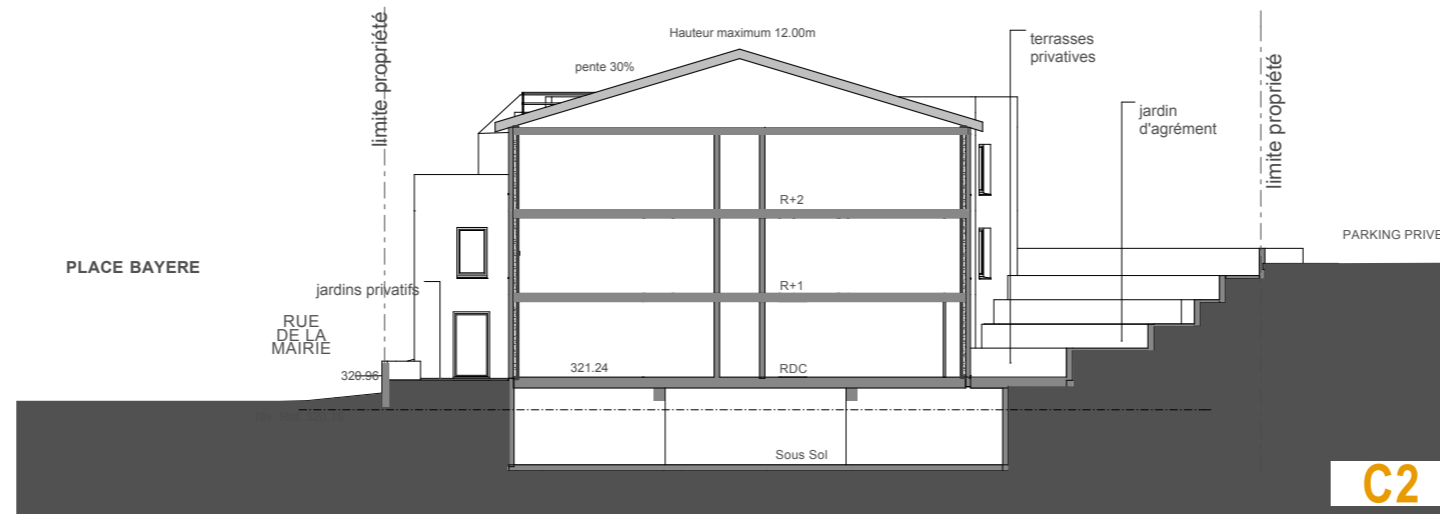 limite propriété
Hauteur maximum 12.00m
pente 30%
terrasses
privatives
jardin
d'agrément
limite propriété
R+2
PARKING PRIVE
PLACE BAYERE
jardins privatifs
R+1
RUE
DE LA
MAIRIE
320.96
321.24
RDC
Sous Sol
C2